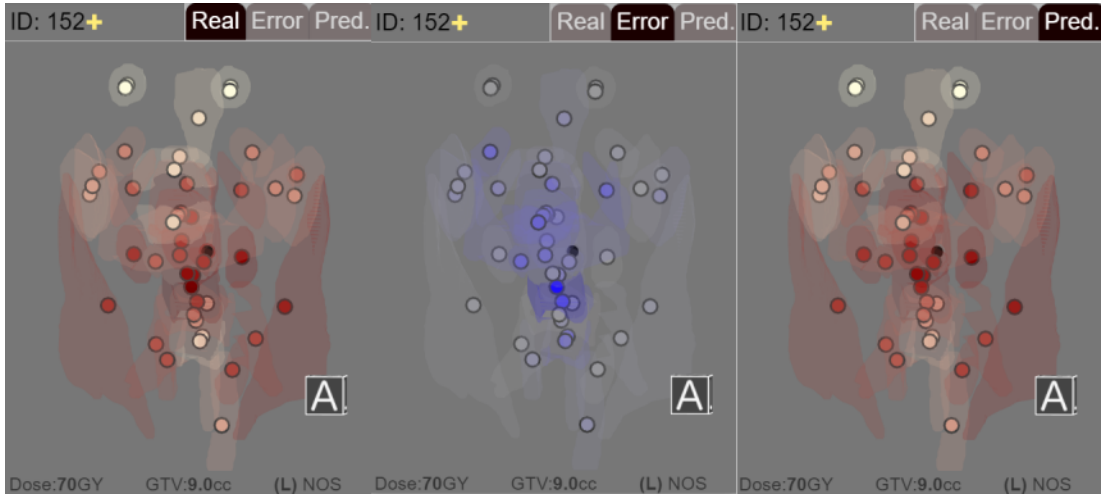 ID: 152+ Real Error Pred.
ID: 152+ Real Error Pred.
ID: 152+ Real Error Pred.
A
A
A
Dose:70GY GTV:9.0cc (L) NOS
Dose:70GY GTV:9.0cc (L) NOS
Dose:70GY GTV:9.0cc (L) NOS